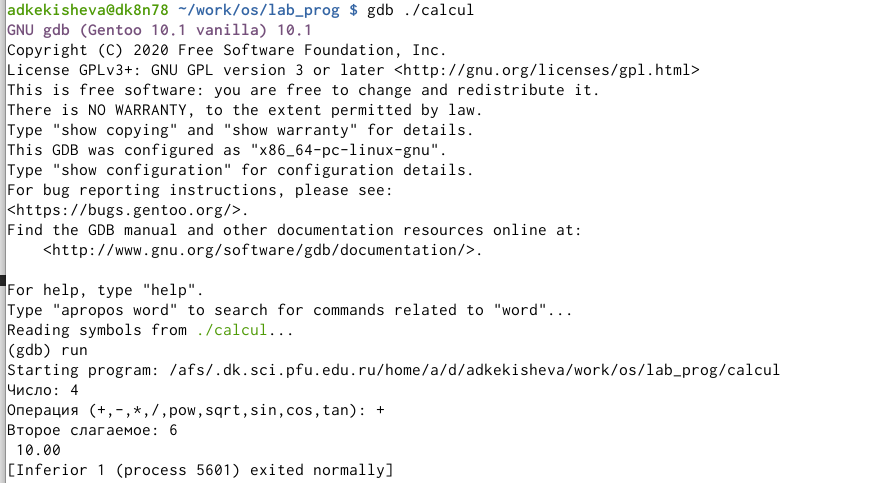 adkekisheva@dk8n78 ~/work/os/lab_prog $ gdb ./calcul
GNU gdb (Gentoo 10.1 vanilla) 10.1
Copyright (C) 2020 Free Software Foundation, Inc.
License GPLv3+: GNU GPL version 3 or later <http://gnu.org/licenses/gpl.html>
This is free software: you are free to change and redistribute it.
There is NO WARRANTY, to the extent permitted by law.
Type "show copying" and "show warranty" for details.
This GDB was configured as "x86_64-pc-linux-gnu".
Type "show configuration" for configuration details.
For bug reporting instructions, please see:
<https://bugs.gentoo.org/>.
Find the GDB manual and other documentation resources online at:
    <http://www.gnu.org/software/gdb/documentation/>.

For help, type "help".
Type "apropos word" to search for commands related to "word"...
Reading symbols from ./calcul...
(gdb) run
Starting program: /afs/.dk.sci.pfu.edu.ru/home/a/d/adkekisheva/work/os/lab_prog/calcul
Число: 4
Операция (+,-,*,/,pow,sqrt,sin,cos,tan): +
Второе слагаемое: 6
 10.00
[Inferior 1 (process 5601) exited normally]